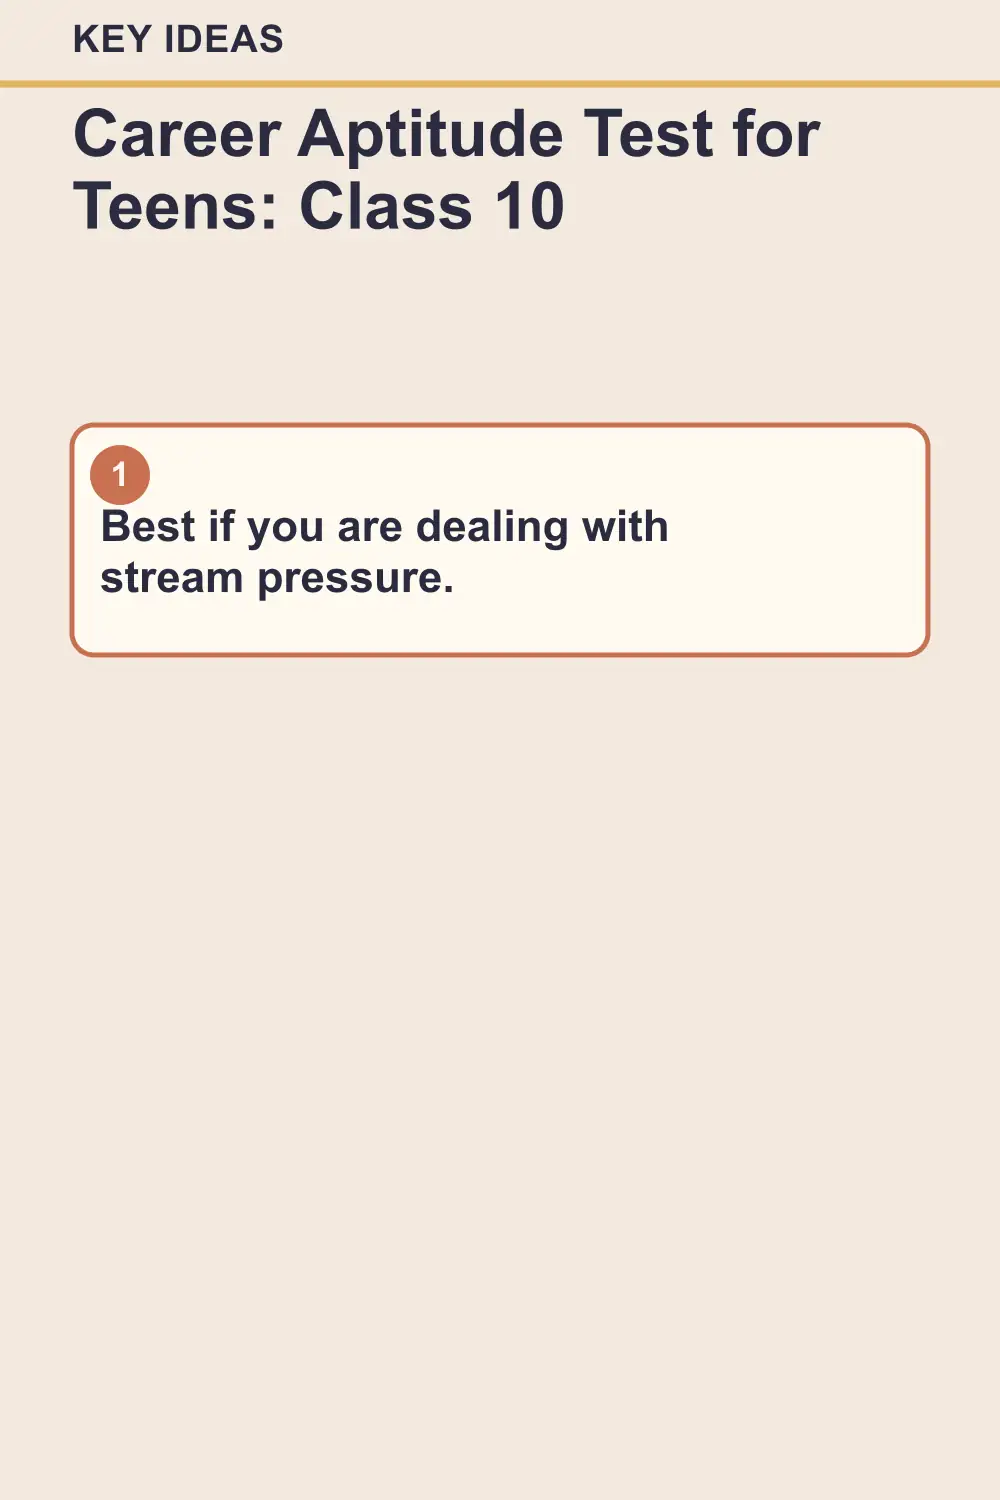 KEY IDEAS
Career Aptitude Test for
Teens: Class 10
1
Best if you are dealing with
stream pressure.